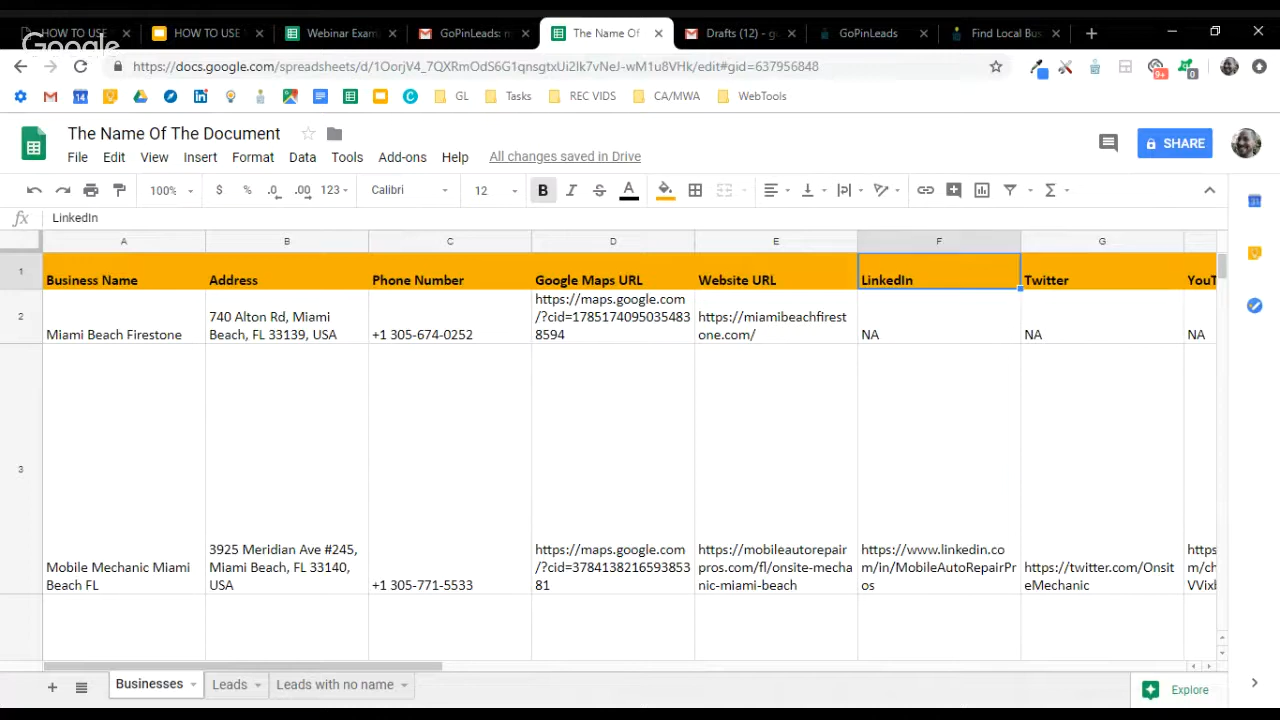 HOW TO USE
HOW TO USE
Webinar Exam
GoPinLeads: m
The Name Of
Drafts (12) - g
GoPinLeads
Find Local Bus
Google
https://docs.google.com/spreadsheets/d/1OorjV4_7QXRmOdS6G1qnsgtxUi2Ik7vNeJ-wM1u8VHk/edit#gid=637956848
9+
0
14
GL
Tasks
REC VIDS
CA/MWA
WebTools
The Name Of The Document
SHARE
File Edit View Insert Format Data Tools Add-ons Help All changes saved in Drive
100% $ % .0 .00 123 Calibri 12 B I S A
fx LinkedIn
A B C D E F G
1 Business Name Address Phone Number Google Maps URL Website URL LinkedIn Twitter YouT
2
Miami Beach Firestone
740 Alton Rd, Miami
Beach, FL 33139, USA
+1 305-674-0252
https://maps.google.com
/?cid=1785174095035483
8594
https://miamibeachfirest
one.com/
NA
NA
NA
3
Mobile Mechanic Miami
Beach FL
3925 Meridian Ave #245,
Miami Beach, FL 33140,
USA
+1 305-771-5533
https://maps.google.com
/?cid=3784138216593853
81
https://mobileautorepair
pros.com/fl/onsite-mecha
nic-miami-beach
https://www.linkedin.co
m/in/MobileAutoRepairPr
os
https://twitter.com/Onsit
eMechanic
https
m/ch
VVixb
Businesses
Leads
Leads with no name
Explore